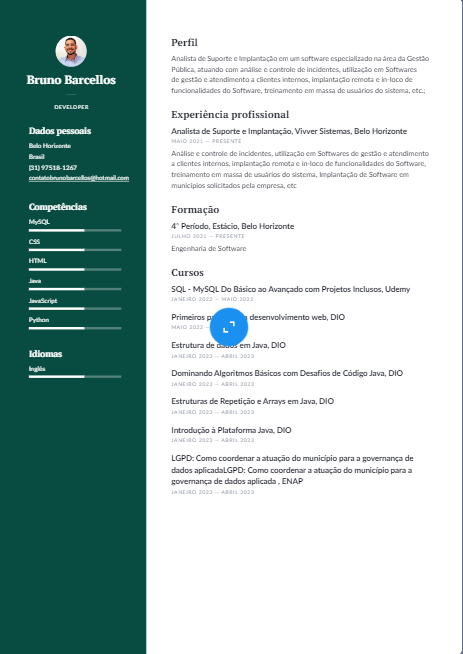 Bruno Barcellos
DEVELOPER
Dados pessoais
Belo Horizonte
Brasil
(31) 97518-1267
contatobrunobarcellos@hotmail.com
Competências
MySQL
CSS
HTML
Java
JavaScript
Python
Idiomas
Inglês
Perfil
Analista de Suporte e Implantação em um software especializado na área da Gestão
Pública, atuando com análise e controle de incidentes, utilização em Softwares
de gestão e atendimento a clientes internos, implantação remota e in-loco de
funcionalidades do Software, treinamento em massa de usuários do sistema, etc.;
Experiência profissional
Analista de Suporte e Implantação, Vivver Sistemas, Belo Horizonte
MAIO 2021 — PRESENTE
Análise e controle de incidentes, utilização em Softwares de gestão e atendimento
a clientes internos, implantação remota e in-loco de funcionalidades do Software,
treinamento em massa de usuários do sistema, Implantação de Software em
municípios solicitados pela empresa, etc
Formação
4° Período, Estácio, Belo Horizonte
JULHO 2021 — PRESENTE
Engenharia de Software
Cursos
SQL - MySQL Do Básico ao Avançado com Projetos Inclusos, Udemy
JANEIRO 2022 — MAIO 2023
Primeiros desenvolvimento web, DIO
MAIO 2022 —
Estrutura de dados em Java, DIO
JANEIRO 2023 — ABRIL 2023
Dominando Algoritmos Básicos com Desafios de Código Java, DIO
JANEIRO 2023 — ABRIL 2023
Estruturas de Repetição e Arrays em Java, DIO
JANEIRO 2023 — ABRIL 2023
Introdução à Plataforma Java, DIO
JANEIRO 2023 — ABRIL 2023
LGPD: Como coordenar a atuação do município para a governança de
dados aplicadaLGPD: Como coordenar a atuação do município para a
governança de dados aplicada , ENAP
JANEIRO 2023 — ABRIL 2023